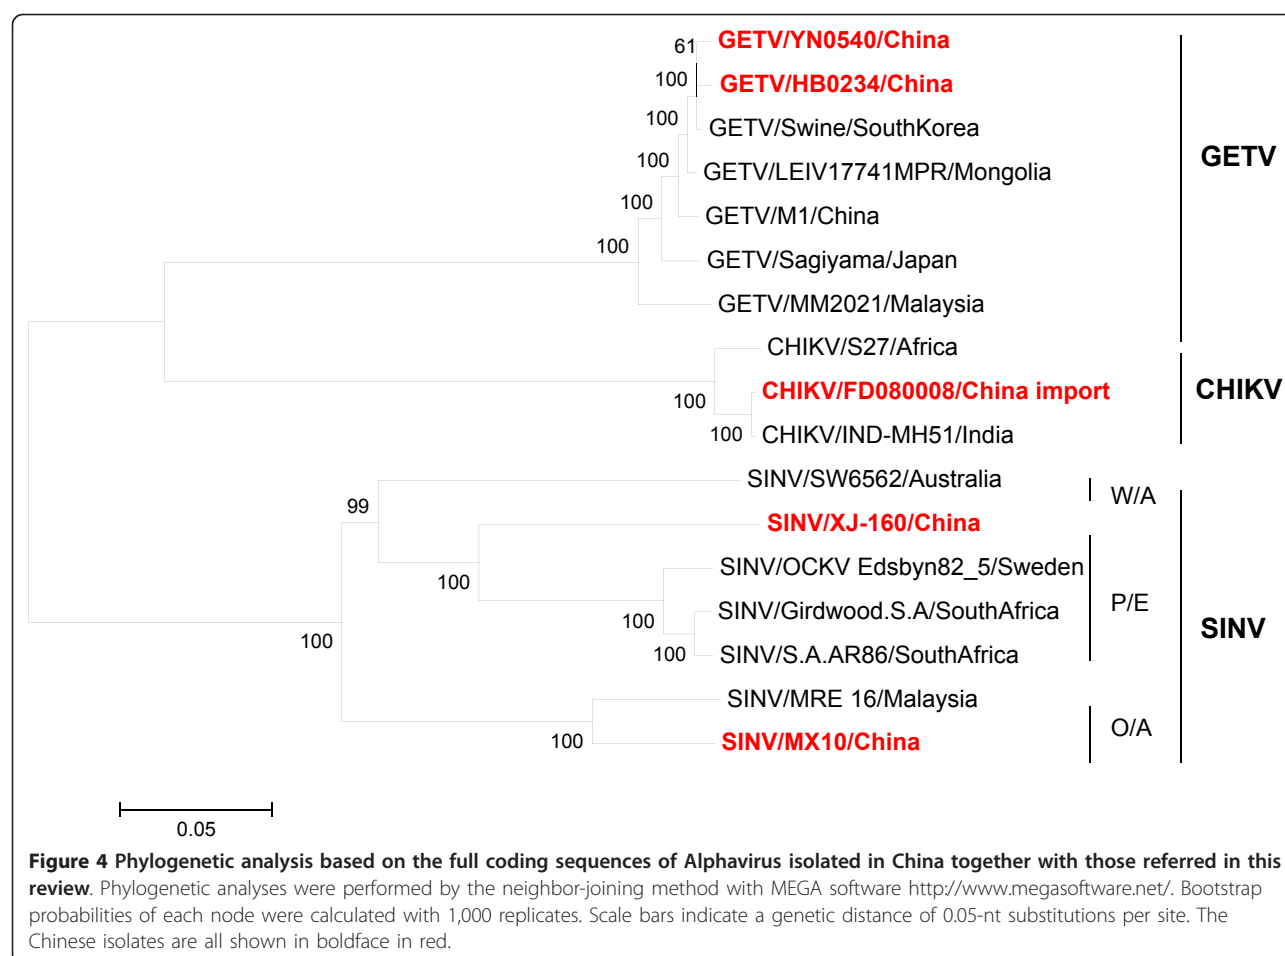 61
GETV/YN0540/China
100
GETV/HB0234/China
100
GETV/Swine/SouthKorea
GETV
100
GETV/LEIV17741MPR/Mongolia
100
GETV/M1/China
100
GETV/Sagiyama/Japan
GETV/MM2021/Malaysia
CHIKV/S27/Africa
100
CHIKV/FD080008/China import
CHIKV
100
CHIKV/IND-MH51/India
SINV/SW6562/Australia
W/A
99
SINV/XJ-160/China
100
SINV/OCKV Edsbyn82_5/Sweden
P/E
100
SINV/Girdwood.S.A/SouthAfrica
SINV
100
100
SINV/S.A.AR86/SouthAfrica
SINV/MRE 16/Malaysia
O/A
100
SINV/MX10/China
0.05
Figure 4 Phylogenetic analysis based on the full coding sequences of Alphavirus isolated in China together with those referred in this
review. Phylogenetic analyses were performed by the neighbor-joining method with MEGA software http://www.megasoftware.net/. Bootstrap
probabilities of each node were calculated with 1,000 replicates. Scale bars indicate a genetic distance of 0.05-nt substitutions per site. The
Chinese isolates are all shown in boldface in red.